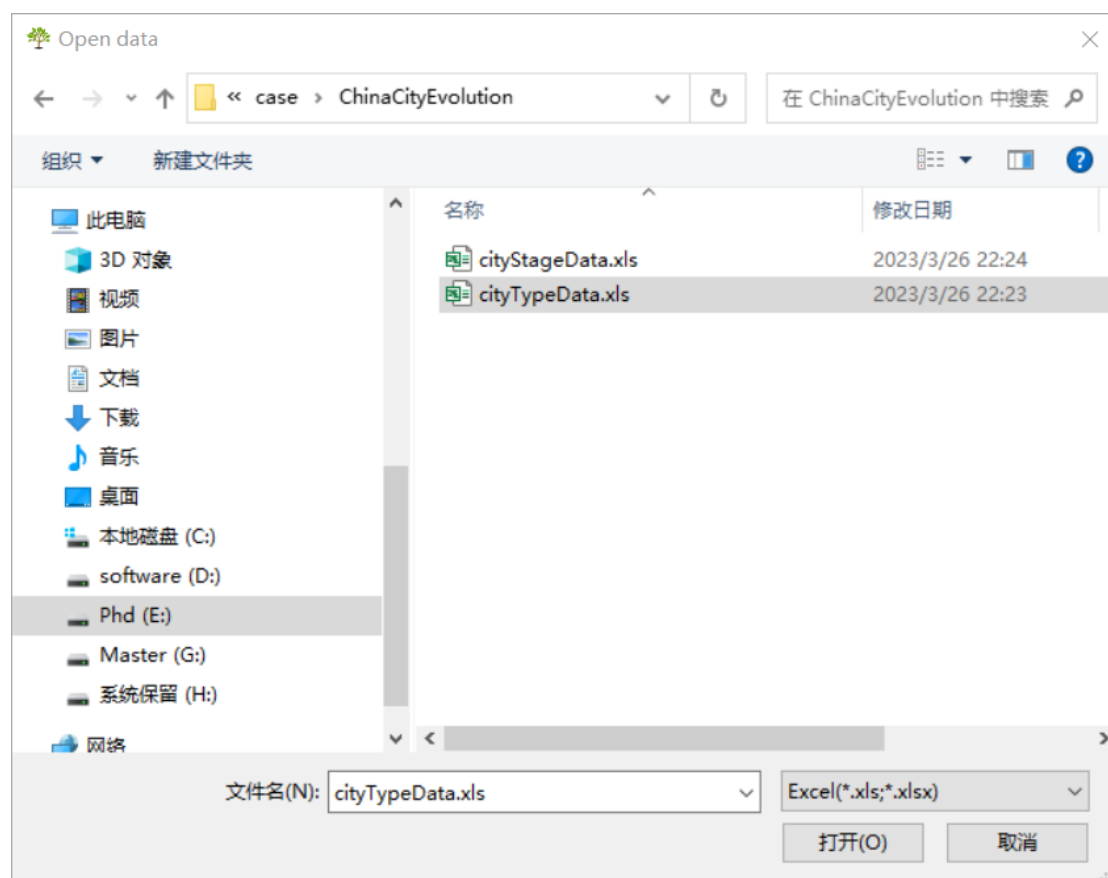 Open data
« case › ChinaCityEvolution
在 ChinaCityEvolution 中搜索
组织
新建文件夹
此电脑
3D 对象
视频
图片
文档
下载
音乐
桌面
本地磁盘 (C:)
software (D:)
Phd (E:)
Master (G:)
系统保留 (H:)
网络
名称
修改日期
cityStageData.xls
2023/3/26 22:24
cityTypeData.xls
2023/3/26 22:23
文件名(N):
cityTypeData.xls
Excel(*.xls;*.xlsx)
打开(O)
取消